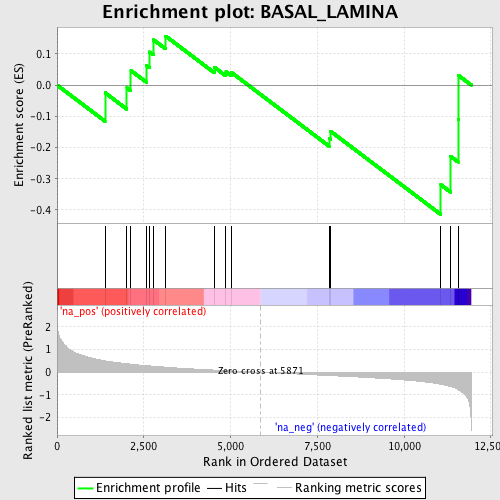 Enrichment plot: BASAL_LAMINA
Enrichment score (ES)
0.1
0.0
-0.1
-0.2
-0.3
-0.4
'na_pos' (positively correlated)
Ranked list metric (PreRanked)
2
1
0
-1
-2
Zero cross at 5871
'na_neg' (negatively correlated)
0
2,500
5,000
7,500
10,000
12,500
Rank in Ordered Dataset
Enrichment profile
Hits
Ranking metric scores